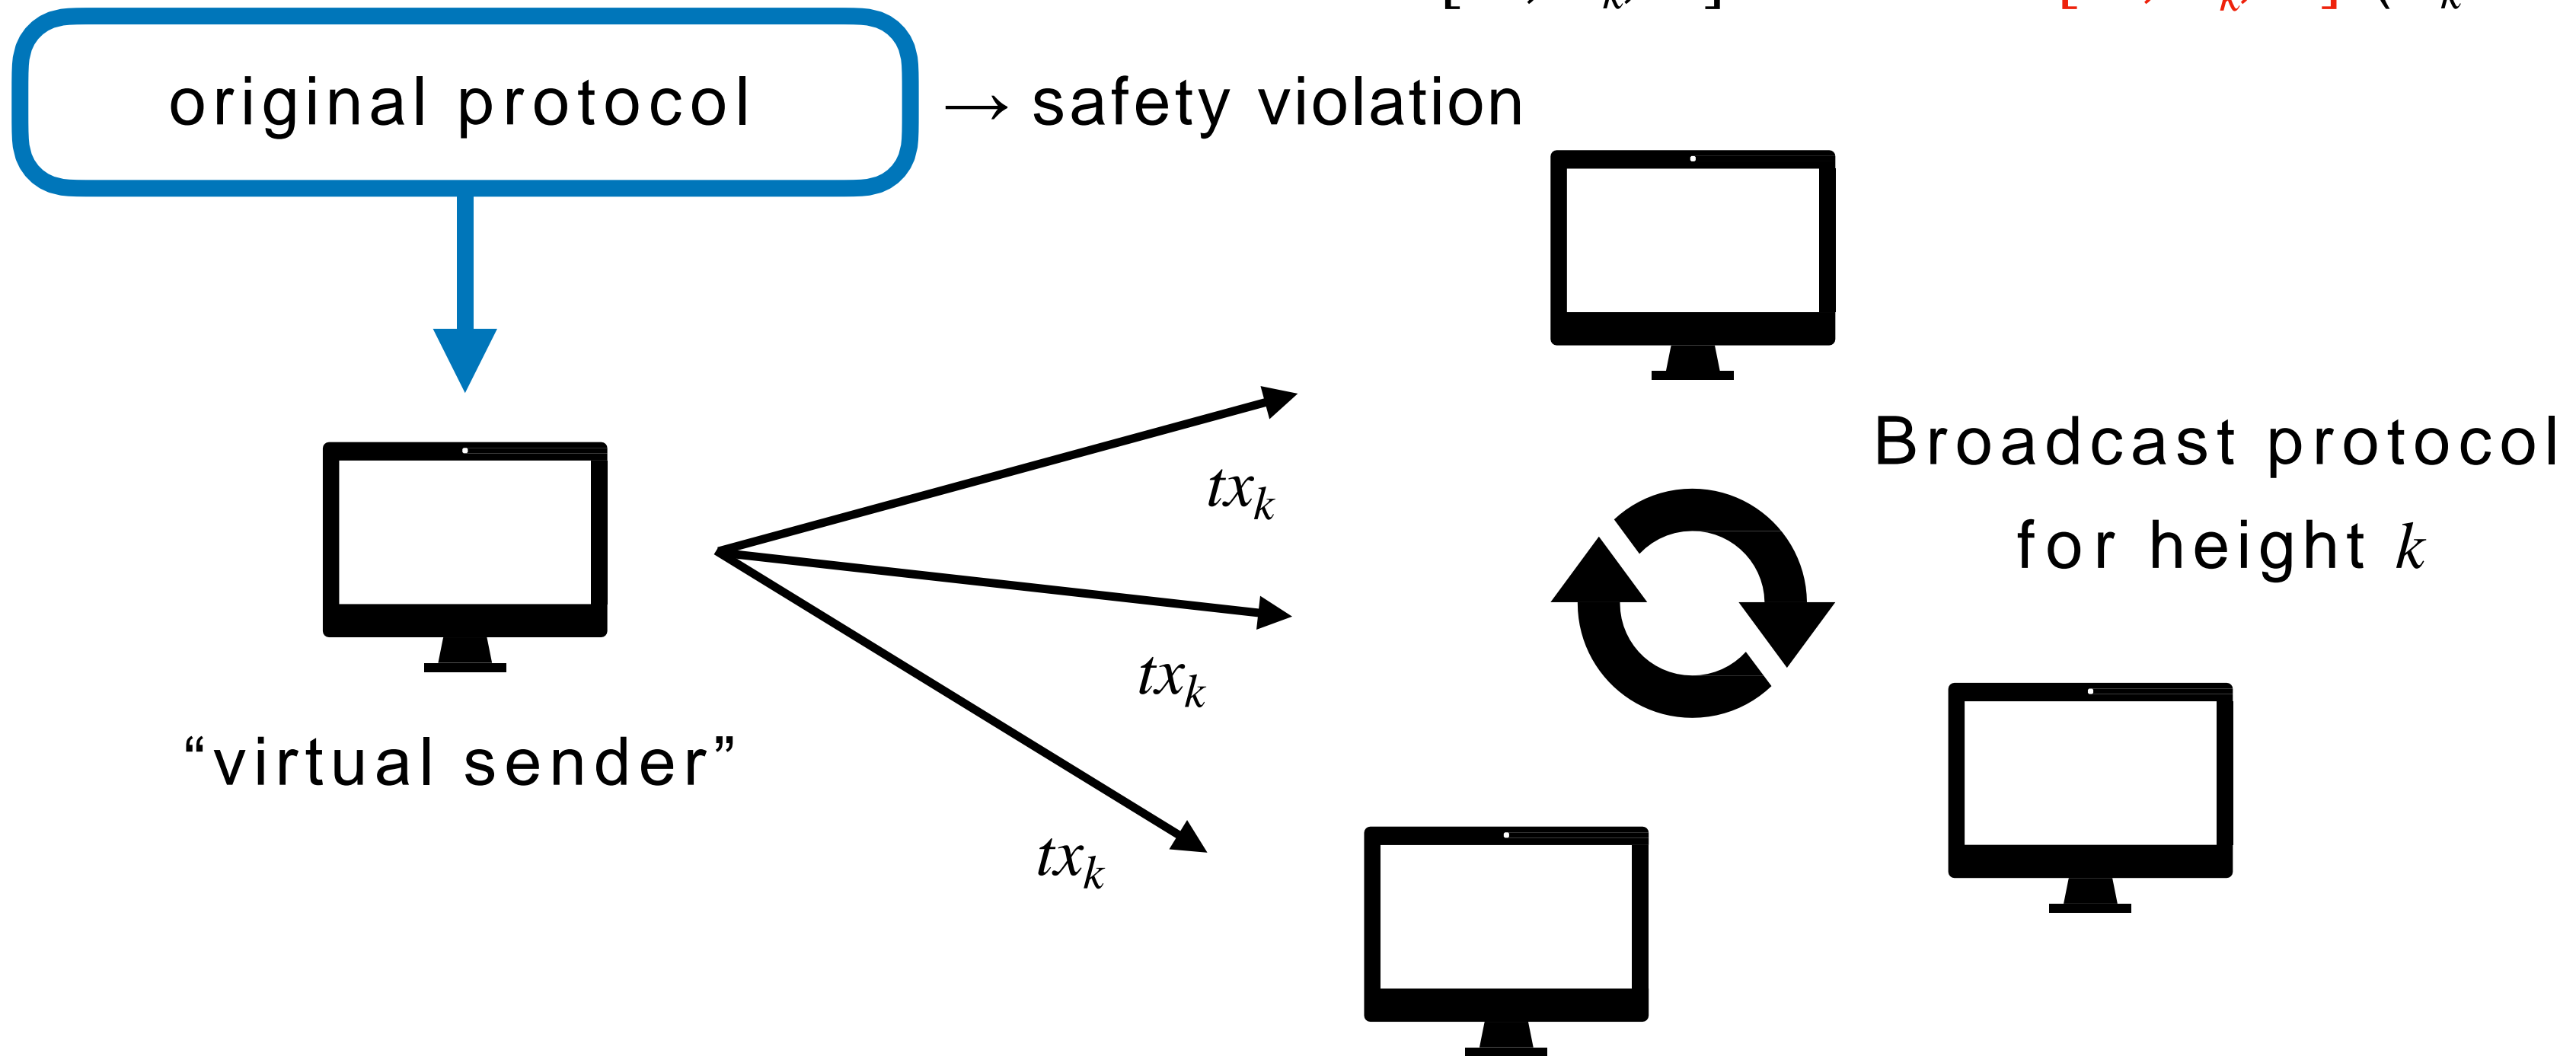 original protocol
→ safety violation
Broadcast protocol
for height k
tx_k
tx_k
tx_k
“virtual sender”